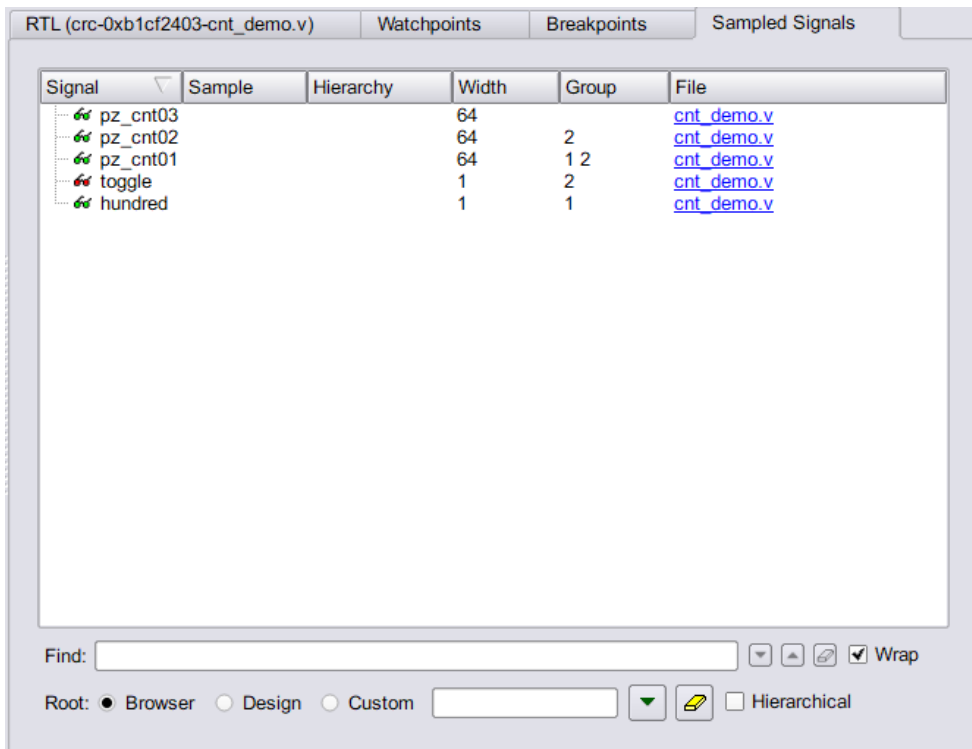 RTL (crc-0xb1cf2403-cnt_demo.v) Watchpoints Breakpoints Sampled Signals
Signal Sample Hierarchy Width Group File
pz_cnt03 64 cnt_demo.v
pz_cnt02 64 2 cnt_demo.v
pz_cnt01 64 1 2 cnt_demo.v
toggle 1 2 cnt_demo.v
hundred 1 1 cnt_demo.v
Find: Wrap
Root: Browser Design Custom Hierarchical